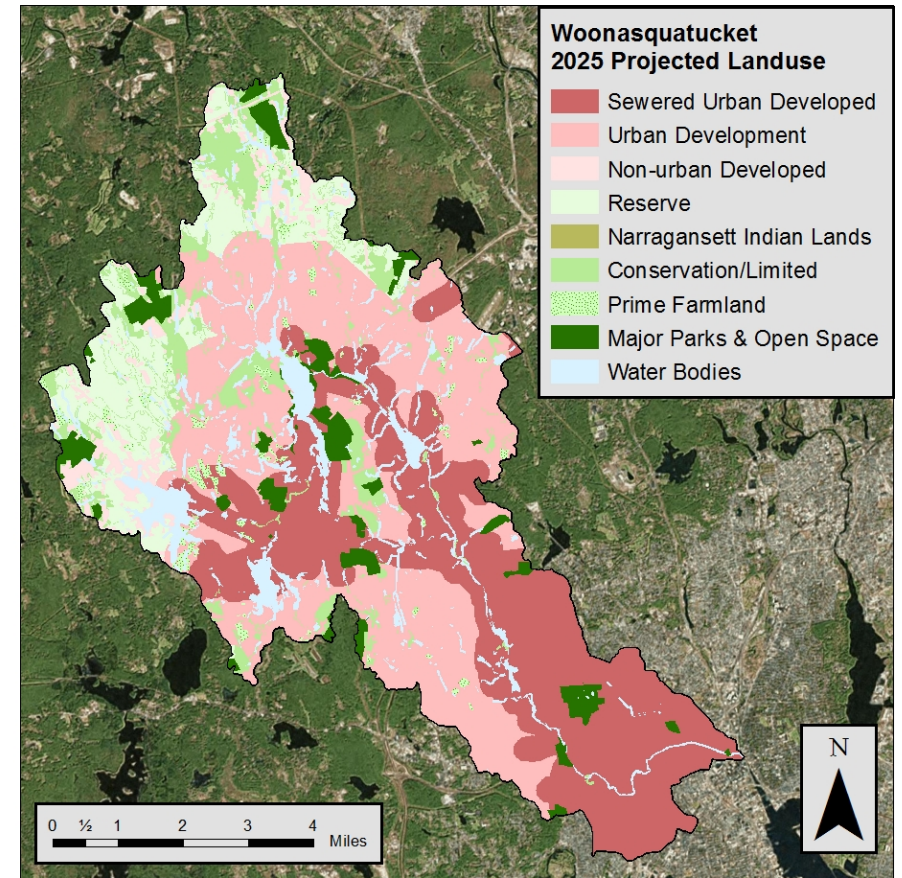 Woonasquatucket
2025 Projected Landuse
Sewered Urban Developed
Urban Development
Non-urban Developed
Reserve
Narragansett Indian Lands
Conservation/Limited
Prime Farmland
Major Parks & Open Space
Water Bodies
N
0 ½ 1 2 3 4
Miles